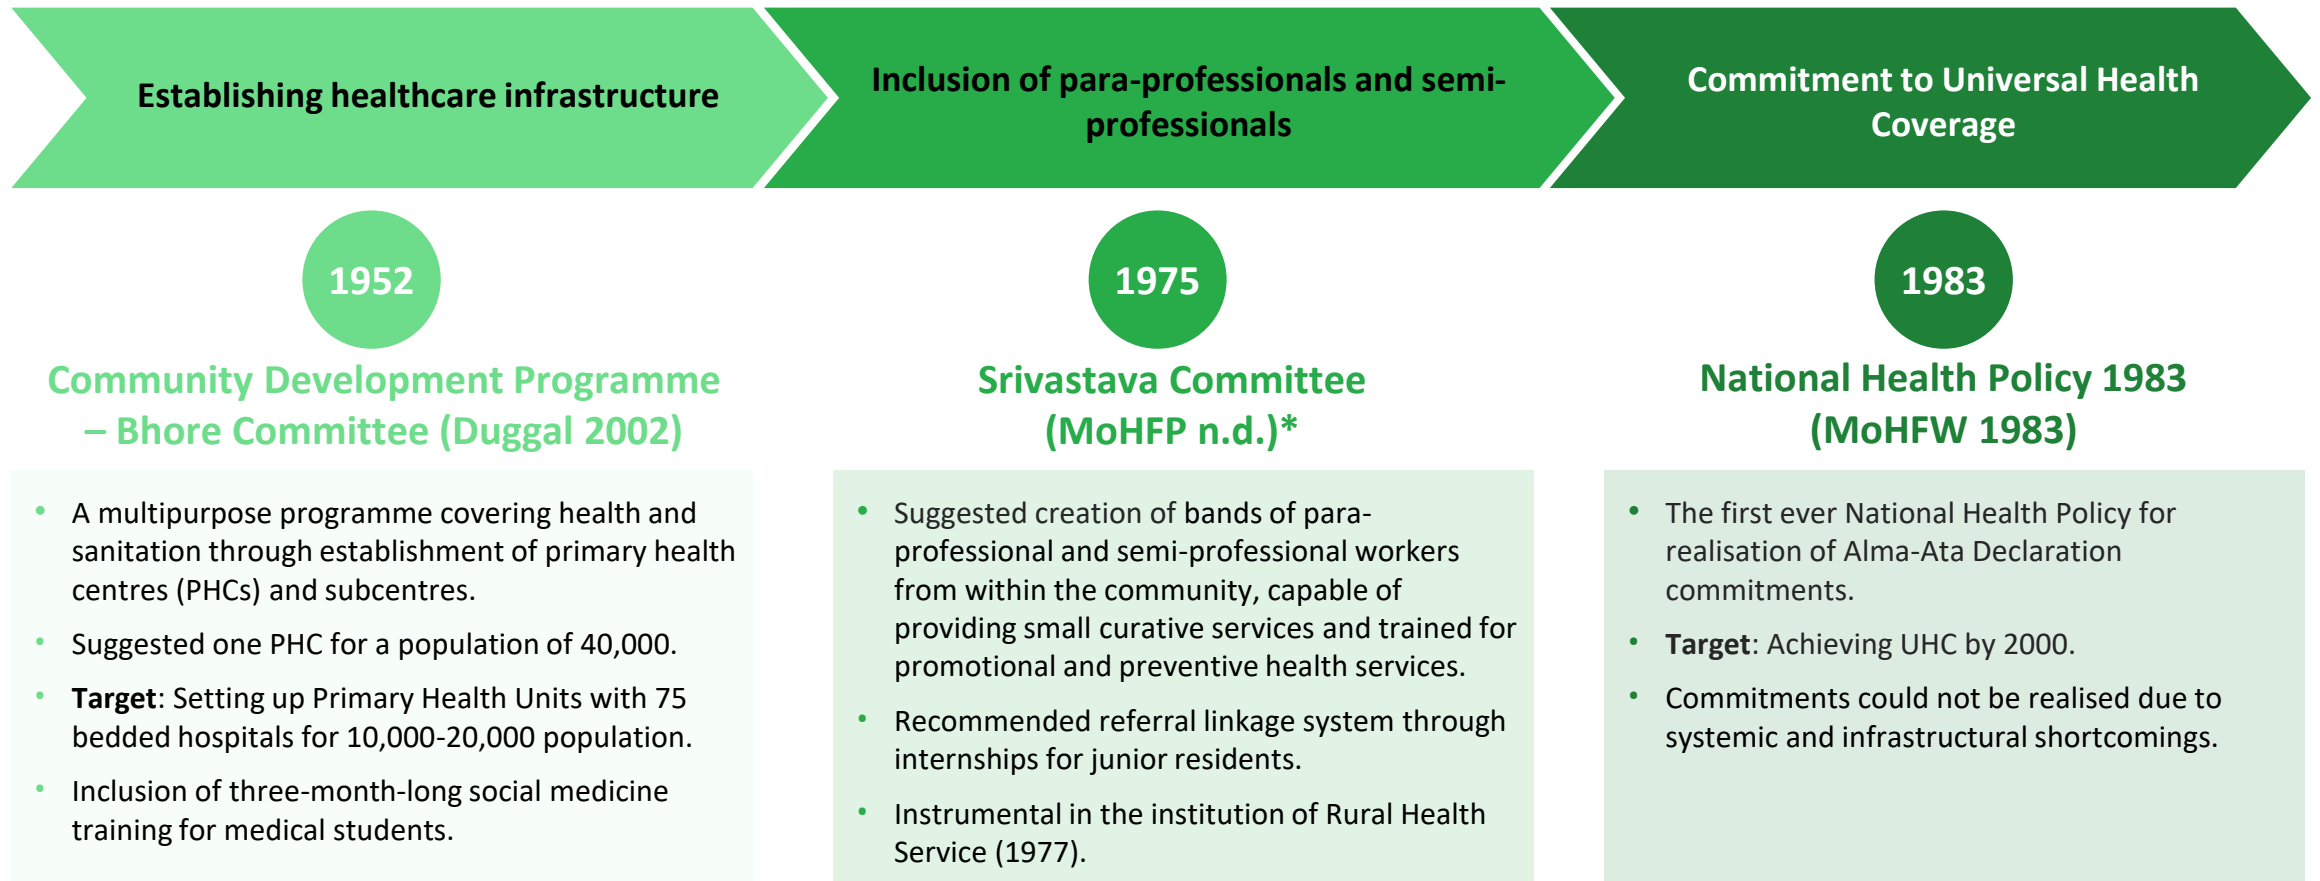 Establishing healthcare infrastructure
Inclusion of para-professionals and semi-
professionals
Commitment to Universal Health
Coverage
1952
Community Development Programme
– Bhore Committee (Duggal 2002)
• A multipurpose programme covering health and
sanitation through establishment of primary health
centres (PHCs) and subcentres.
• Suggested one PHC for a population of 40,000.
• Target: Setting up Primary Health Units with 75
bedded hospitals for 10,000-20,000 population.
• Inclusion of three-month-long social medicine
training for medical students.
1975
Srivastava Committee
(MoHFP n.d.)*
• Suggested creation of bands of para-
professional and semi-professional workers
from within the community, capable of
providing small curative services and trained for
promotional and preventive health services.
• Recommended referral linkage system through
internships for junior residents.
• Instrumental in the institution of Rural Health
Service (1977).
1983
National Health Policy 1983
(MoHFW 1983)
• The first ever National Health Policy for
realisation of Alma-Ata Declaration
commitments.
• Target: Achieving UHC by 2000.
• Commitments could not be realised due to
systemic and infrastructural shortcomings.